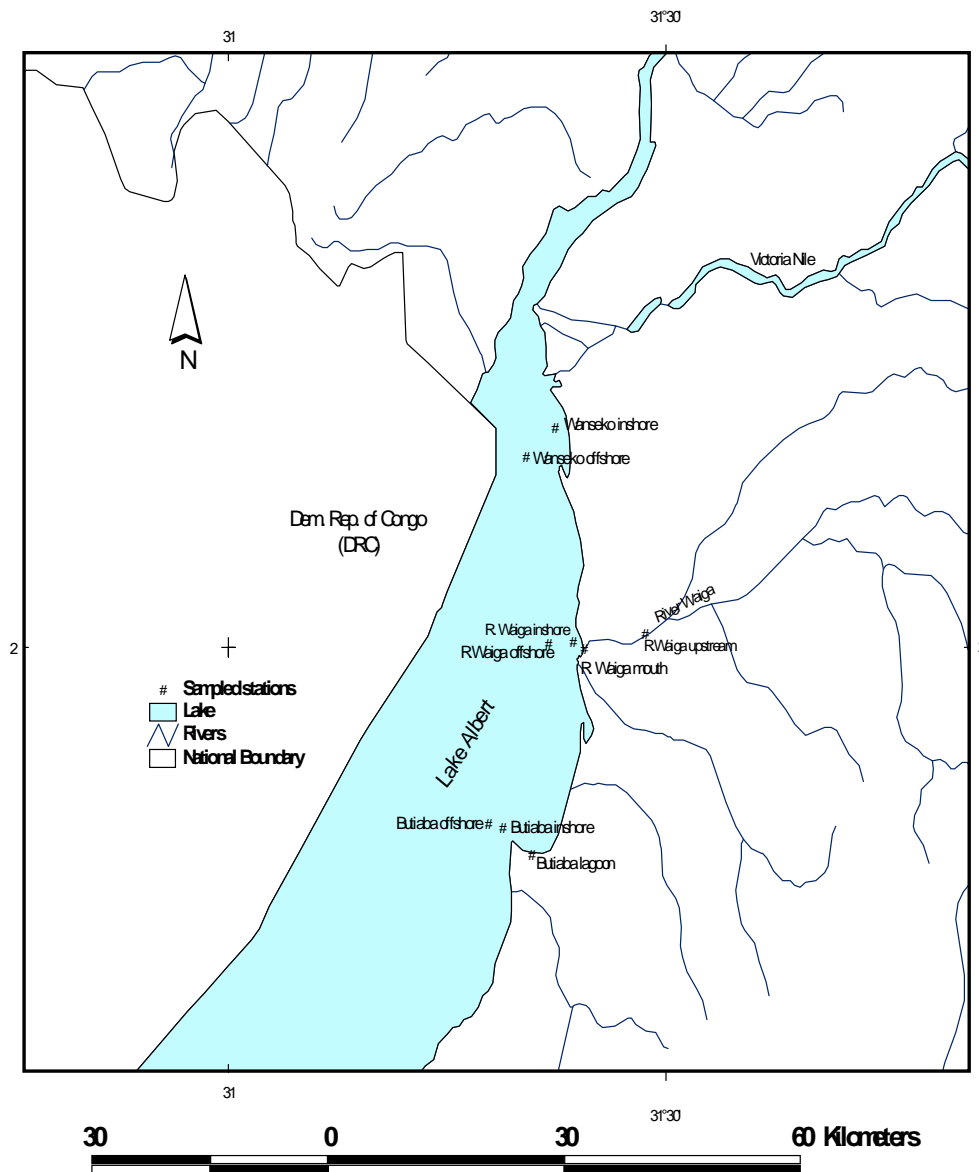 31
31°30'
Victoria Nile
N
# Wanseko inshore
# Wanseko offshore
Dem. Rep. of Congo
(DRC)
River Waiga
R. Waiga inshore # #
R.Waiga offshore
# R.Waiga upstream
# R. Waiga mouth
2
# Sampled stations
Lake
Rivers
National Boundary
Lake Albert
Butiaba offshore #
# Butiaba inshore
# Butiaba lagoon
31
31°30'
30 0 30 60 Kilometers